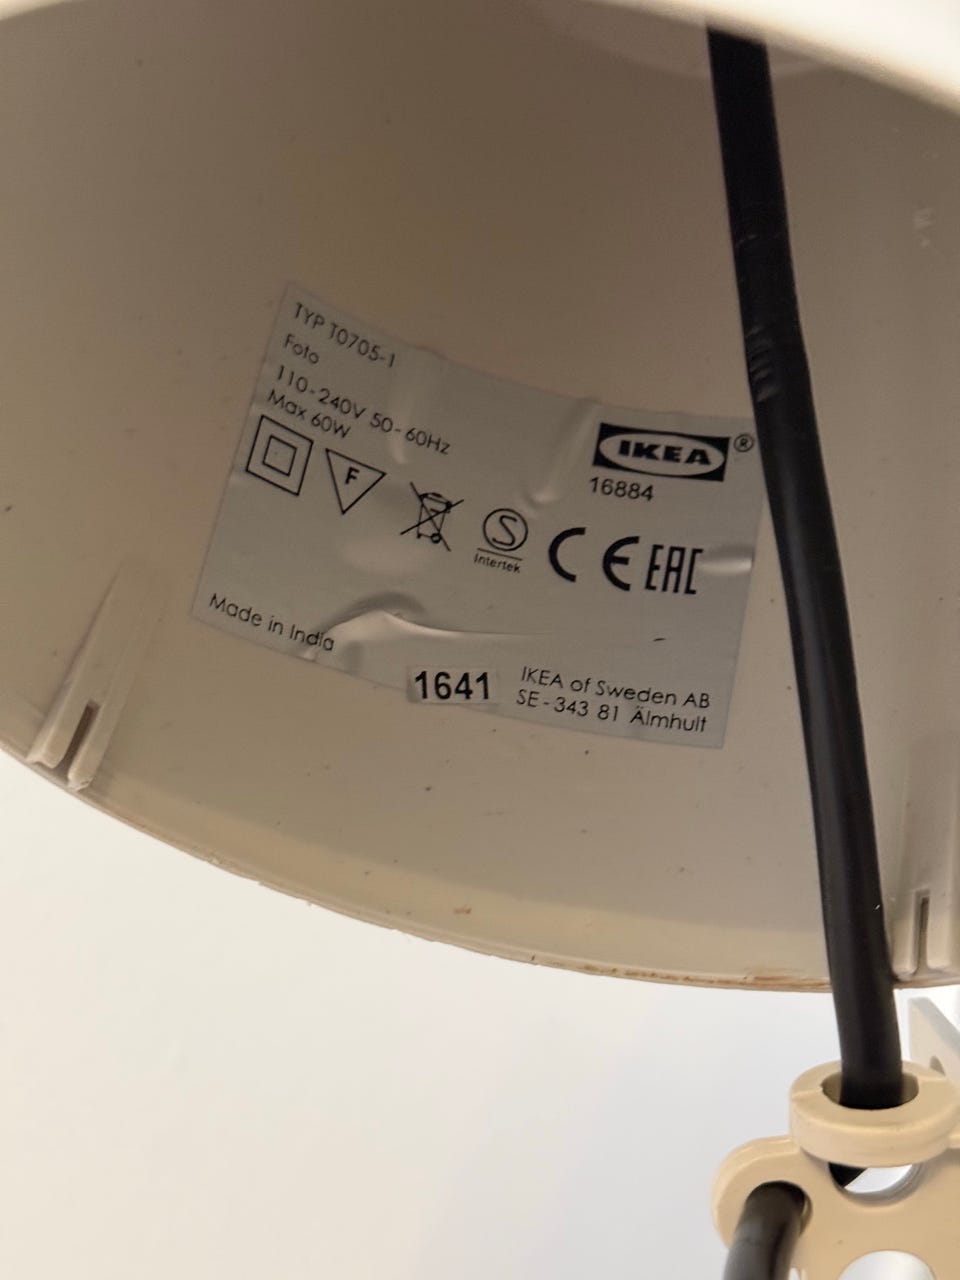 TYP T0705-1
Foto
110-240V 50-60Hz
Max 60W
F
IKEA®
16884
S
Intertek
CE EAC
Made in India
1641
IKEA of Sweden AB
SE-343 81 Älmhult